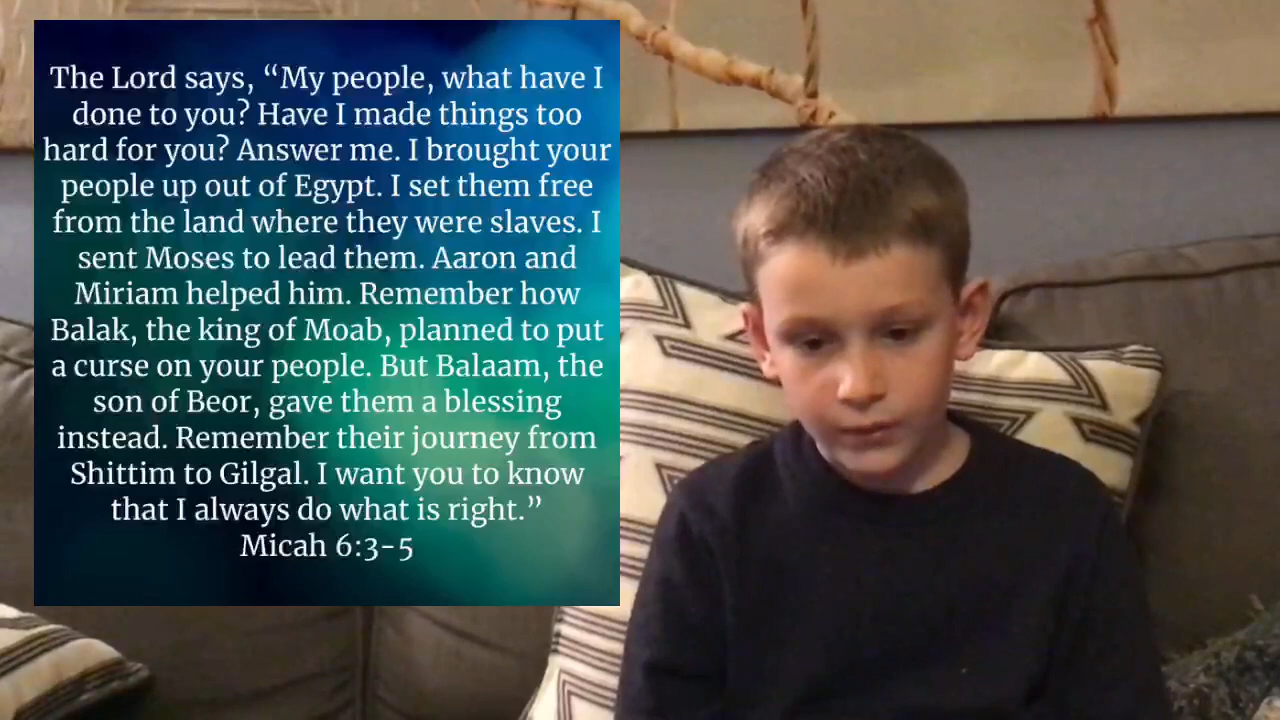 The Lord says, “My people, what have I
done to you? Have I made things too
hard for you? Answer me. I brought your
people up out of Egypt. I set them free
from the land where they were slaves. I
sent Moses to lead them. Aaron and
Miriam helped him. Remember how
Balak, the king of Moab, planned to put
a curse on your people. But Balaam, the
son of Beor, gave them a blessing
instead. Remember their journey from
Shittim to Gilgal. I want you to know
that I always do what is right.”
Micah 6:3-5